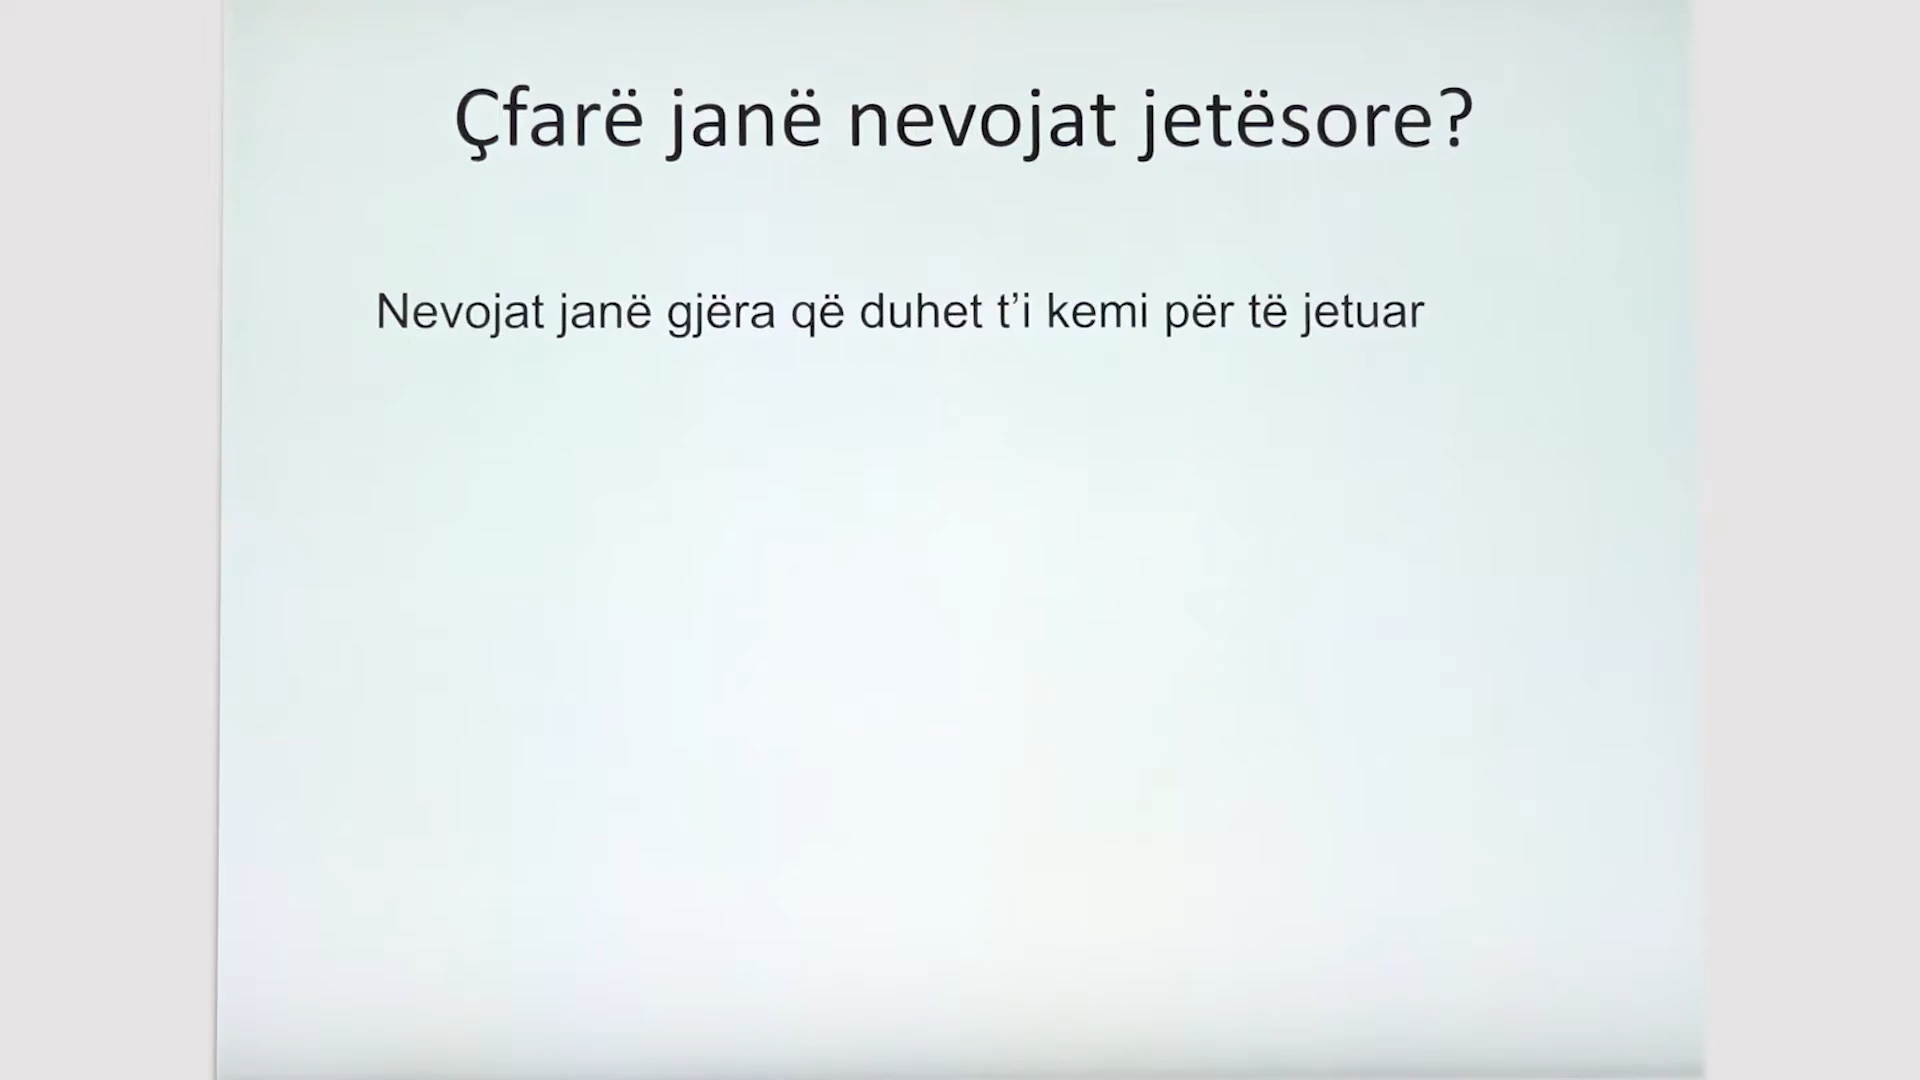 Çfarë janë nevojat jetësore?
Nevojat janë gjëra që duhet t’i kemi për të jetuar